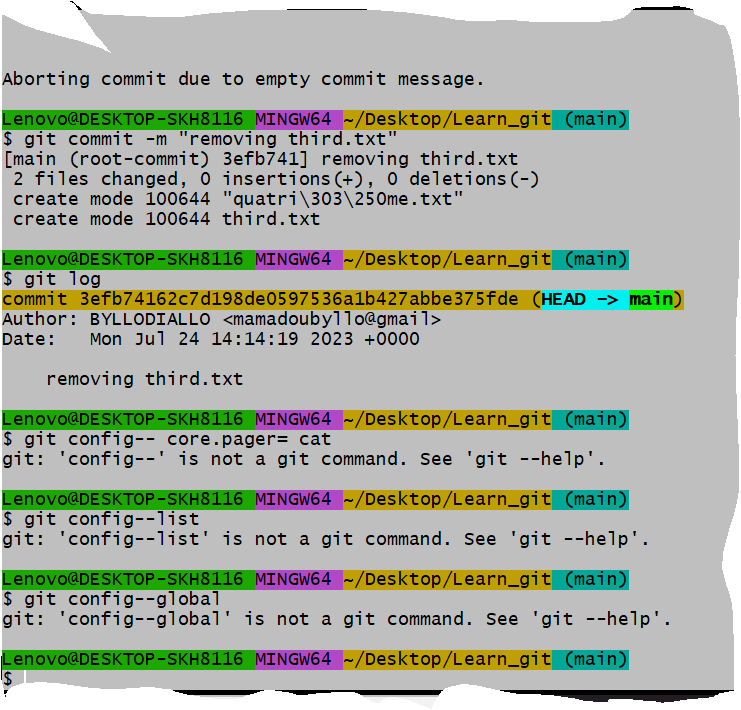 Aborting commit due to empty commit message.
Lenovo@DESKTOP-SKH8116 MINGW64 ~/Desktop/Learn_git (main)
$ git commit -m "removing third.txt"
[main (root-commit) 3efb741] removing third.txt
 2 files changed, 0 insertions(+), 0 deletions(-)
 create mode 100644 "quatri\303\250me.txt"
 create mode 100644 third.txt
Lenovo@DESKTOP-SKH8116 MINGW64 ~/Desktop/Learn_git (main)
$ git log
commit 3efb74162c7d198de0597536a1b427abbe375fde (HEAD -> main)
Author: BYLLODIALLO <mamadoubyllo@gmail>
Date:   Mon Jul 24 14:14:19 2023 +0000
    removing third.txt
Lenovo@DESKTOP-SKH8116 MINGW64 ~/Desktop/Learn_git (main)
$ git config-- core.pager= cat
git: 'config--' is not a git command. See 'git --help'.
Lenovo@DESKTOP-SKH8116 MINGW64 ~/Desktop/Learn_git (main)
$ git config--list
git: 'config--list' is not a git command. See 'git --help'.
Lenovo@DESKTOP-SKH8116 MINGW64 ~/Desktop/Learn_git (main)
$ git config--global
git: 'config--global' is not a git command. See 'git --help'.
Lenovo@DESKTOP-SKH8116 MINGW64 ~/Desktop/Learn_git (main)
$